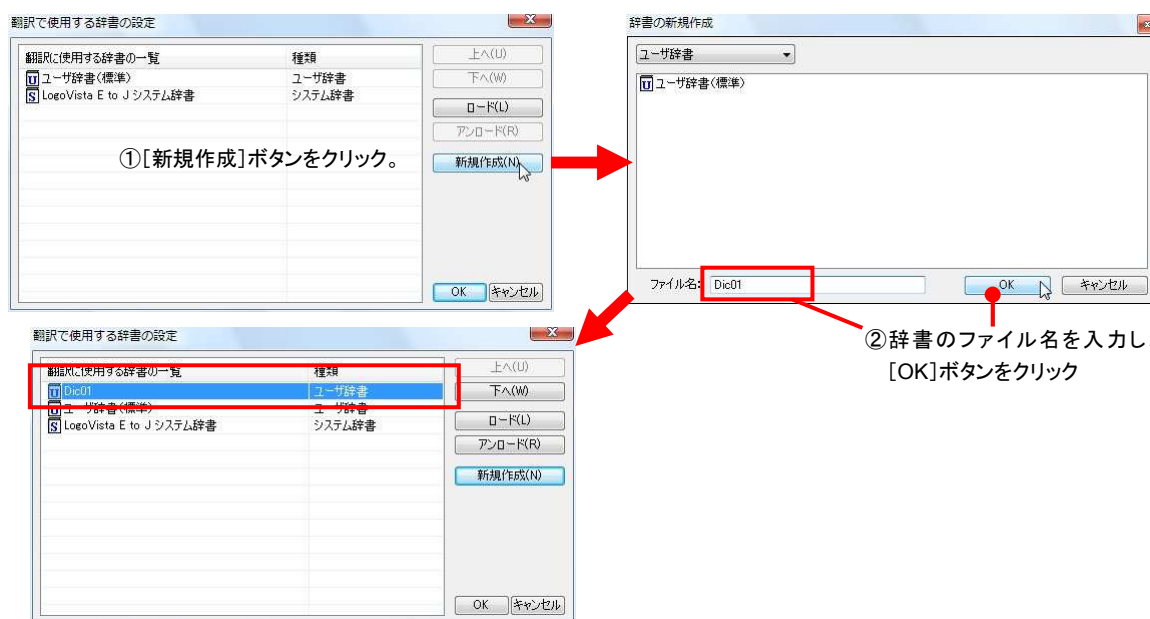 翻訳で使用する辞書の設定
翻訳に使用する辞書の一覧 種類
ユーザ辞書(標準) ユーザ辞書
LogoVista E to J システム辞書 システム辞書
上へ(U)
下へ(W)
ロード(L)
アンロード(R)
新規作成(N)
OK キャンセル
①[新規作成]ボタンをクリック。
辞書の新規作成
ユーザ辞書
ユーザ辞書(標準)
ファイル名: Dic01
OK キャンセル
②辞書のファイル名を入力し
[OK]ボタンをクリック
翻訳で使用する辞書の設定
翻訳に使用する辞書の一覧 種類
Dic01 ユーザ辞書
ユーザ辞書(標準) ユーザ辞書
LogoVista E to J システム辞書 システム辞書
上へ(U)
下へ(W)
ロード(L)
アンロード(R)
新規作成(N)
OK キャンセル